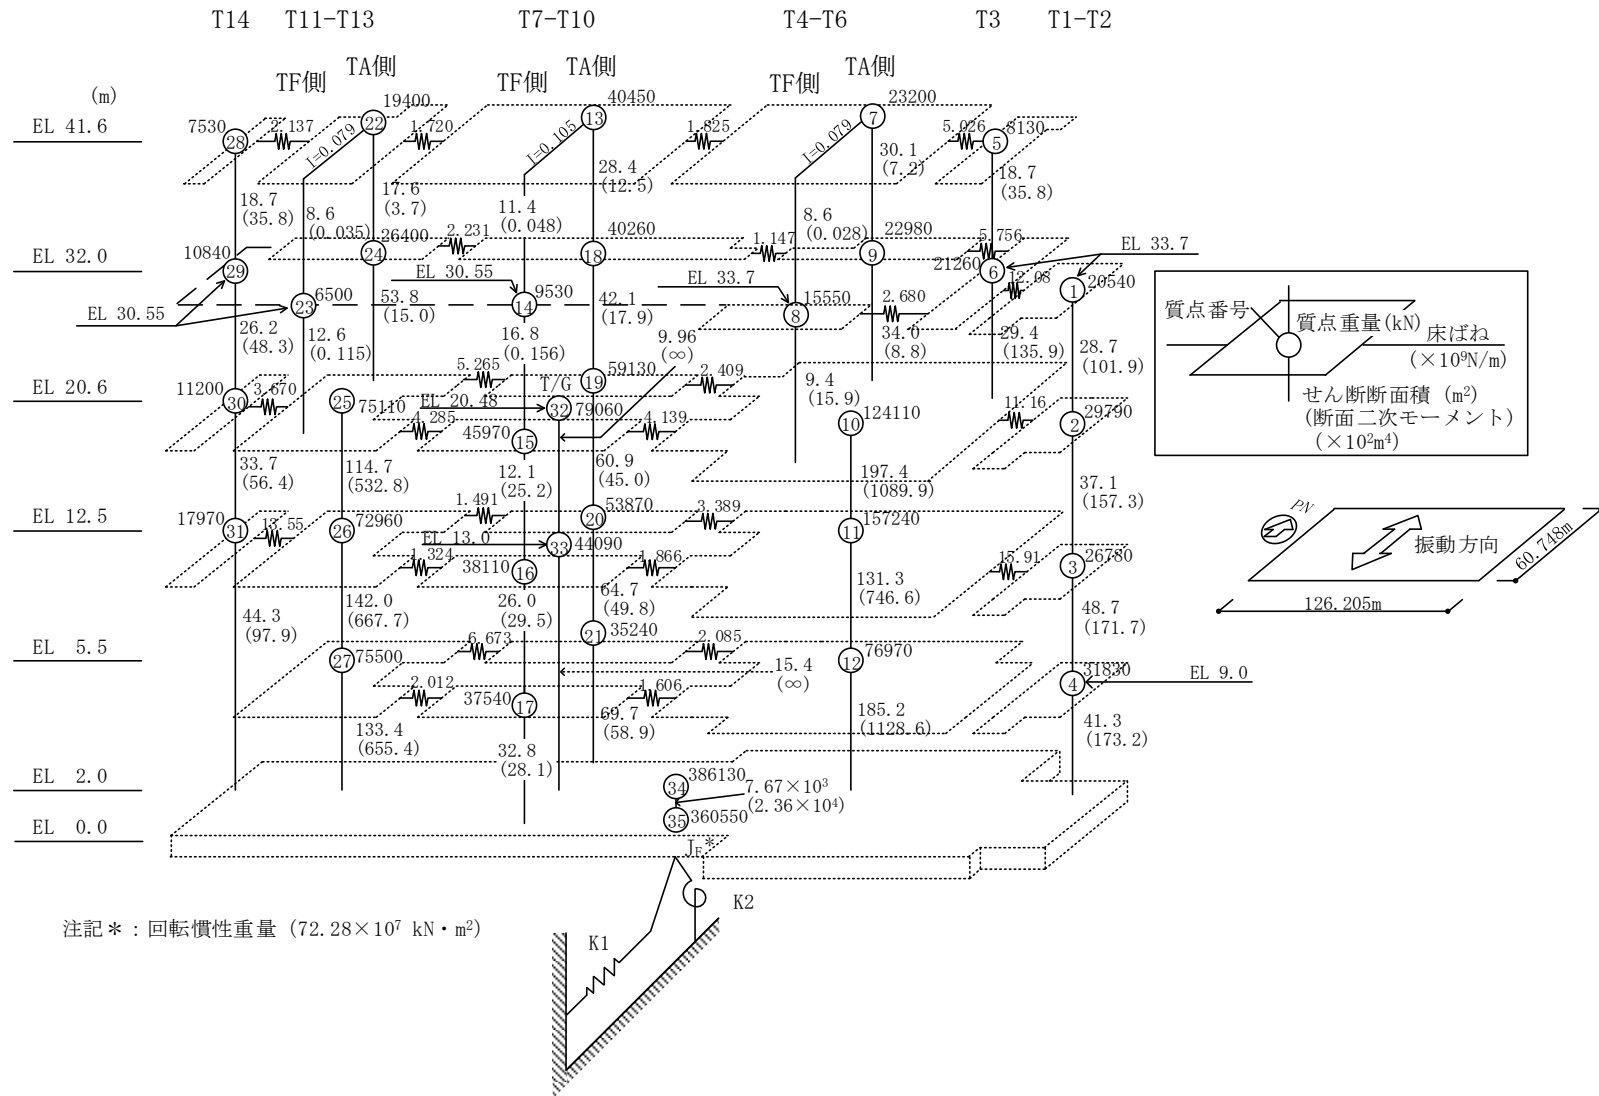 T14 T11-T13 T7-T10 T4-T6 T3 T1-T2
TF側 TA側 TF側 TA側 TF側 TA側
(m)
EL 41.6
EL 32.0
EL 20.6
EL 12.5
EL 5.5
EL 2.0
EL 0.0
7530 2.137 19400 1.720 40450 1.825 23200 5.026 8130
28 22 13 7 5
I=0.079 I=0.105 I=0.079
18.7
(35.8)
8.6
(0.035)
17.6
(3.7)
11.4
(0.048)
28.4
(12.5)
8.6
(0.028)
30.1
(7.2)
18.7
(35.8)
10840 26400 2.231 40260 1.147 22980 5.756 21260 12.08 20540
29 24 18 9 6 1
EL 33.7
EL 30.55
EL 30.55
EL 33.7
6500 9530 15550 2.680
23 14 8
26.2
(48.3)
12.6
(0.115)
53.8
(15.0)
16.8
(0.156)
42.1
(17.9)
9.96
(∞)
9.4
(15.9)
34.0
(8.8)
29.4
(135.9)
28.7
(101.9)
11200 3.670 75110 5.265 59130 2.409 124110 11.16 29790
30 25 19 10 2
T/G
EL 20.48
32 79060
4.285 45970 4.139
15
33.7
(56.4)
114.7
(532.8)
12.1
(25.2)
60.9
(45.0)
197.4
(1089.9)
37.1
(157.3)
17970 13.55 72960 1.491 53870 3.389 157240 15.91 26780
31 26 20 11 3
EL 13.0
33 44090
1.324 38110 1.866
16
44.3
(97.9)
142.0
(667.7)
26.0
(29.5)
64.7
(49.8)
131.3
(746.6)
48.7
(171.7)
75500 6.673 35240 2.085 76970 31830
27 21 12 4
EL 9.0
15.4
(∞)
2.012 37540 1.606
17
133.4
(655.4)
32.8
(28.1)
69.7
(58.9)
185.2
(1128.6)
41.3
(173.2)
34 386130
7.67×10³
(2.36×10⁴)
35 360550
J_E*
K1
K2
注記＊：回転慣性重量 (72.28×10⁷ kN・m²)
質点番号
質点重量(kN)
床ばね
(×10⁹N/m)
せん断断面積 (m²)
(断面二次モーメント)
(×10²m⁴)
PN
振動方向
60.748m
126.205m